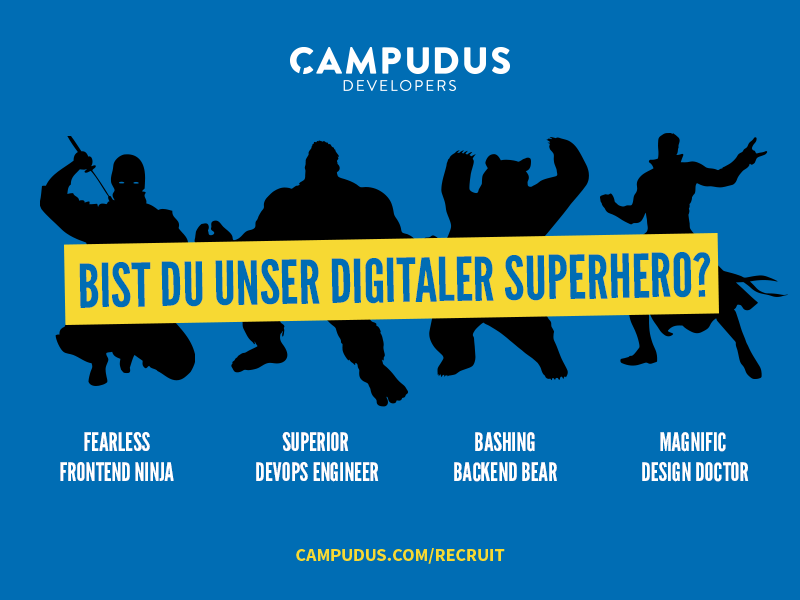 CAMPUDUS
DEVELOPERS
BIST DU UNSER DIGITALER SUPERHERO?
FEARLESS
FRONTEND NINJA
SUPERIOR
DEVOPS ENGINEER
BASHING
BACKEND BEAR
MAGNIFIC
DESIGN DOCTOR
CAMPUDUS.COM/RECRUIT